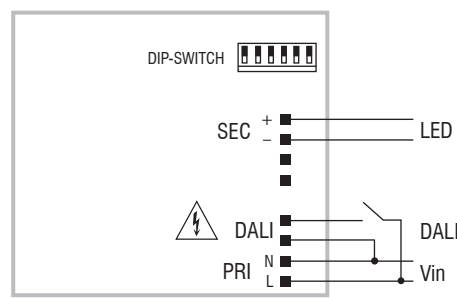 DIP-SWITCH
SEC + LED
−
DALI DALI
PRI N
L Vin